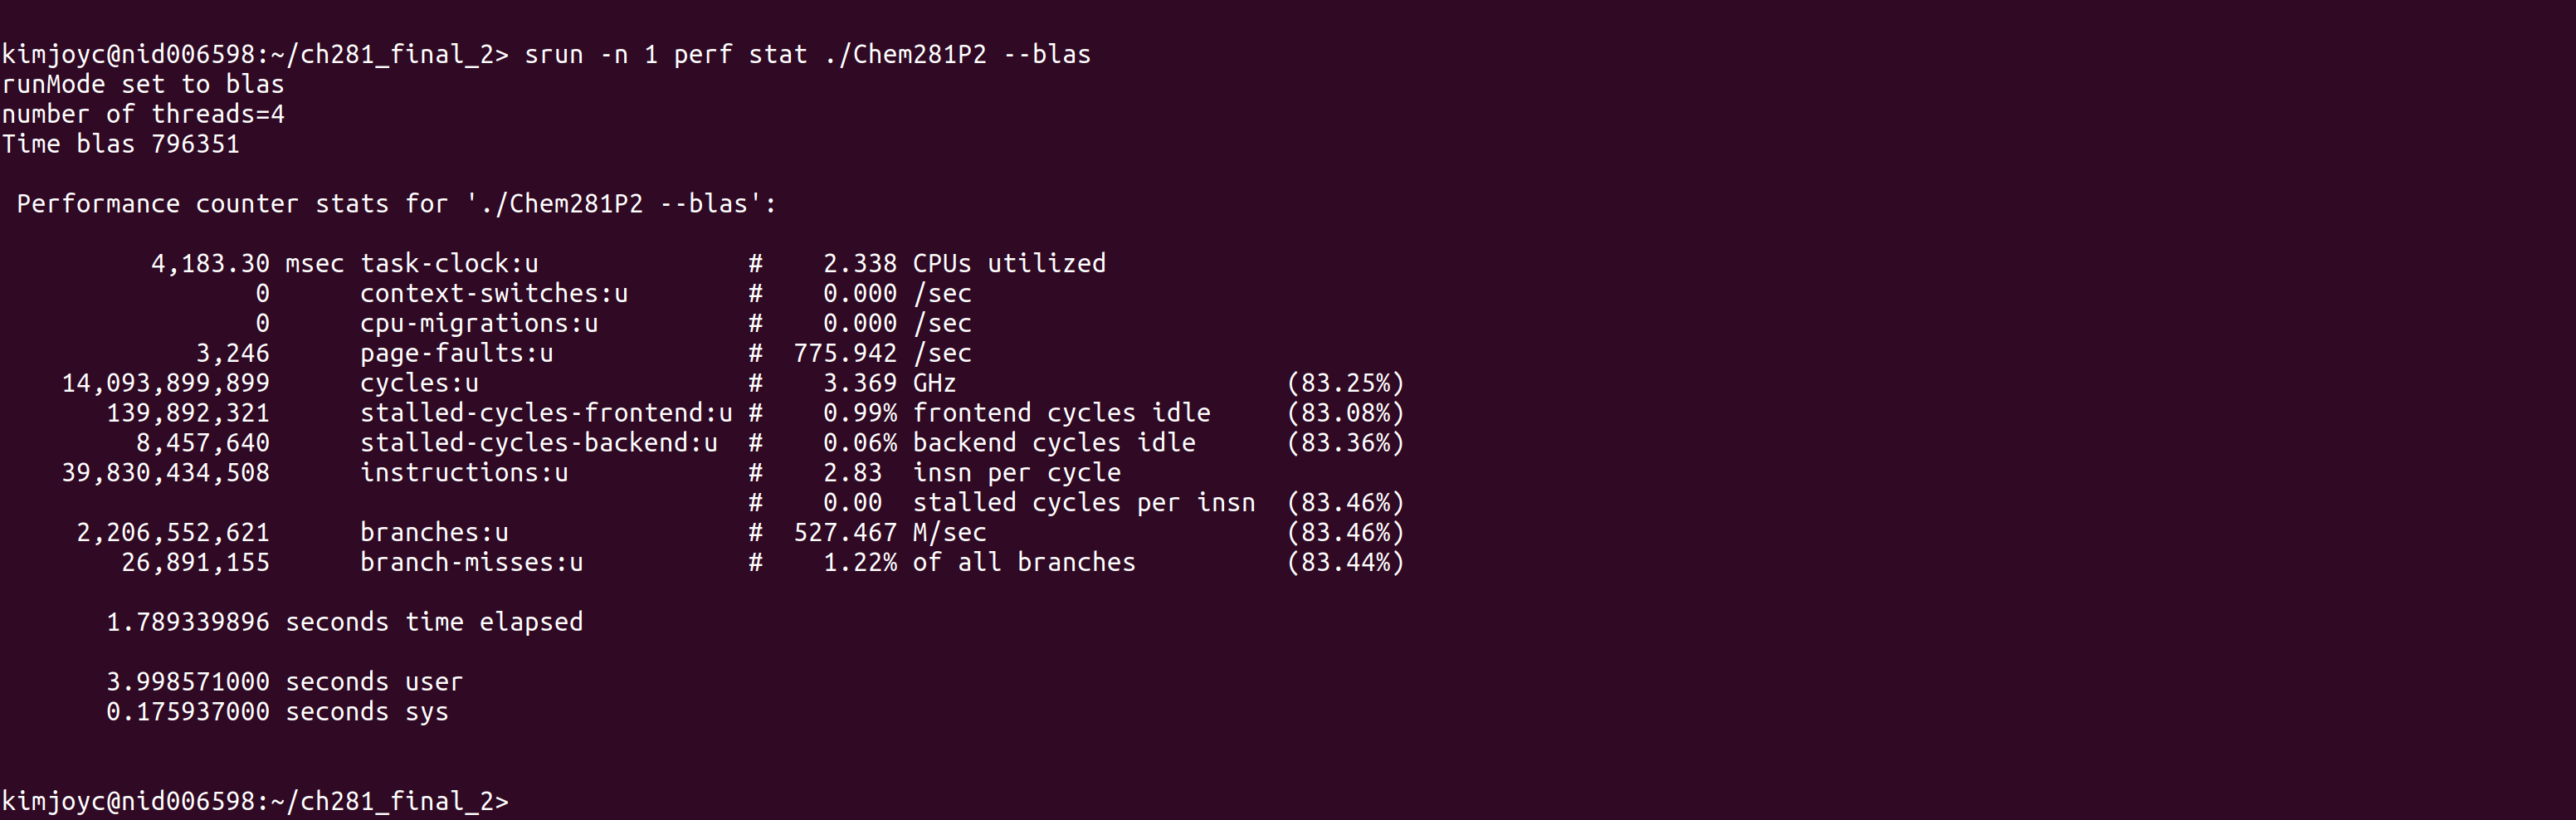 kimjoyc@nid006598:~/ch281_final_2> srun -n 1 perf stat ./Chem281P2 --blas
runMode set to blas
number of threads=4
Time blas 796351
Performance counter stats for './Chem281P2 --blas':
4,183.30 msec task-clock:u # 2.338 CPUs utilized
0 context-switches:u # 0.000 /sec
0 cpu-migrations:u # 0.000 /sec
3,246 page-faults:u # 775.942 /sec
14,093,899,899 cycles:u # 3.369 GHz (83.25%)
139,892,321 stalled-cycles-frontend:u # 0.99% frontend cycles idle (83.08%)
8,457,640 stalled-cycles-backend:u # 0.06% backend cycles idle (83.36%)
39,830,434,508 instructions:u # 2.83 insn per cycle
# 0.00 stalled cycles per insn (83.46%)
2,206,552,621 branches:u # 527.467 M/sec (83.46%)
26,891,155 branch-misses:u # 1.22% of all branches (83.44%)
1.789339896 seconds time elapsed
3.998571000 seconds user
0.175937000 seconds sys
kimjoyc@nid006598:~/ch281_final_2>